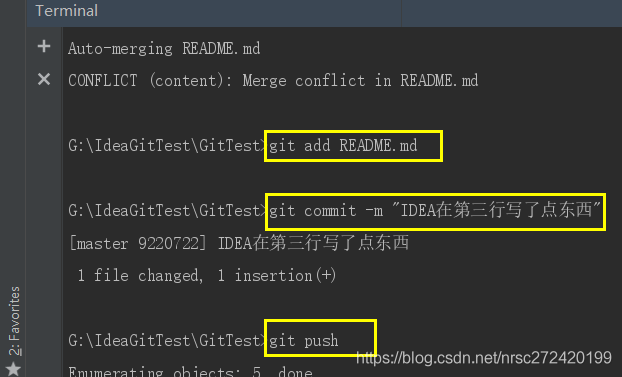 Terminal
Auto-merging README.md
CONFLICT (content): Merge conflict in README.md
G:\IdeaGitTest\GitTest>git add README.md
G:\IdeaGitTest\GitTest>git commit -m "IDEA在第三行写了点东西"
[master 9220722] IDEA在第三行写了点东西
1 file changed, 1 insertion(+)
G:\IdeaGitTest\GitTest>git push
Enumerating objects: 5, done.
2: Favorites
https://blog.csdn.net/nrsc272420199